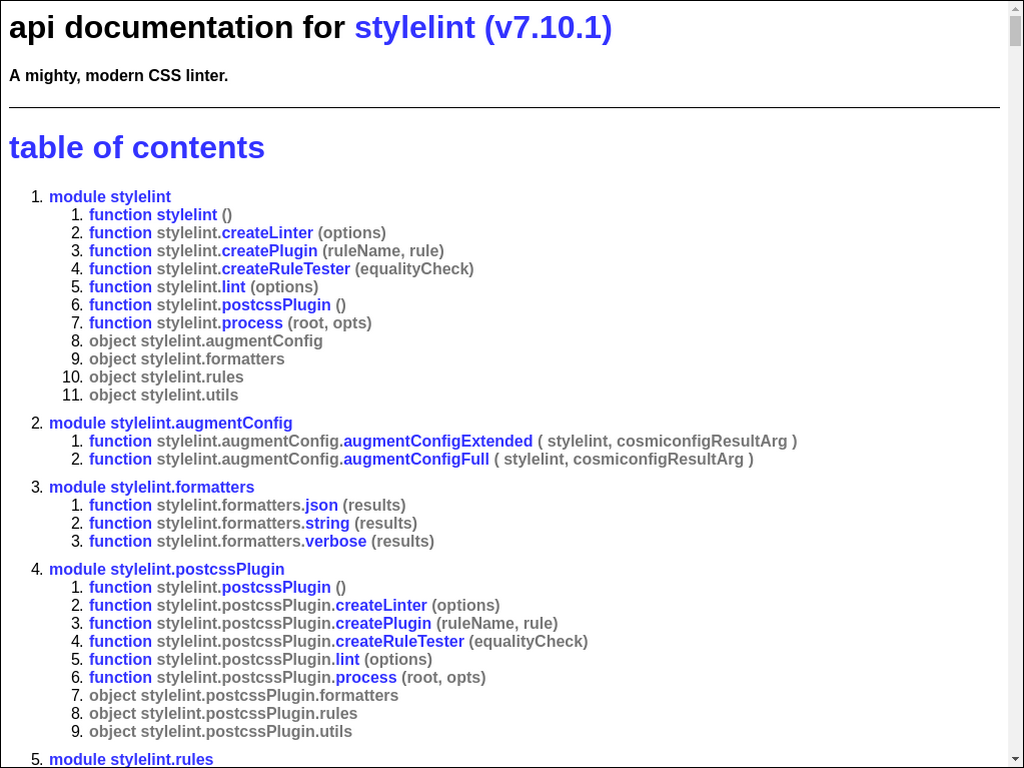 api documentation for stylelint (v7.10.1)
A mighty, modern CSS linter.
table of contents
1. module stylelint
1. function stylelint ()
2. function stylelint.createLinter (options)
3. function stylelint.createPlugin (ruleName, rule)
4. function stylelint.createRuleTester (equalityCheck)
5. function stylelint.lint (options)
6. function stylelint.postcssPlugin ()
7. function stylelint.process (root, opts)
8. object stylelint.augmentConfig
9. object stylelint.formatters
10. object stylelint.rules
11. object stylelint.utils
2. module stylelint.augmentConfig
1. function stylelint.augmentConfig.augmentConfigExtended ( stylelint, cosmiconfigResultArg )
2. function stylelint.augmentConfig.augmentConfigFull ( stylelint, cosmiconfigResultArg )
3. module stylelint.formatters
1. function stylelint.formatters.json (results)
2. function stylelint.formatters.string (results)
3. function stylelint.formatters.verbose (results)
4. module stylelint.postcssPlugin
1. function stylelint.postcssPlugin ()
2. function stylelint.postcssPlugin.createLinter (options)
3. function stylelint.postcssPlugin.createPlugin (ruleName, rule)
4. function stylelint.postcssPlugin.createRuleTester (equalityCheck)
5. function stylelint.postcssPlugin.lint (options)
6. function stylelint.postcssPlugin.process (root, opts)
7. object stylelint.postcssPlugin.formatters
8. object stylelint.postcssPlugin.rules
9. object stylelint.postcssPlugin.utils
5. module stylelint.rules